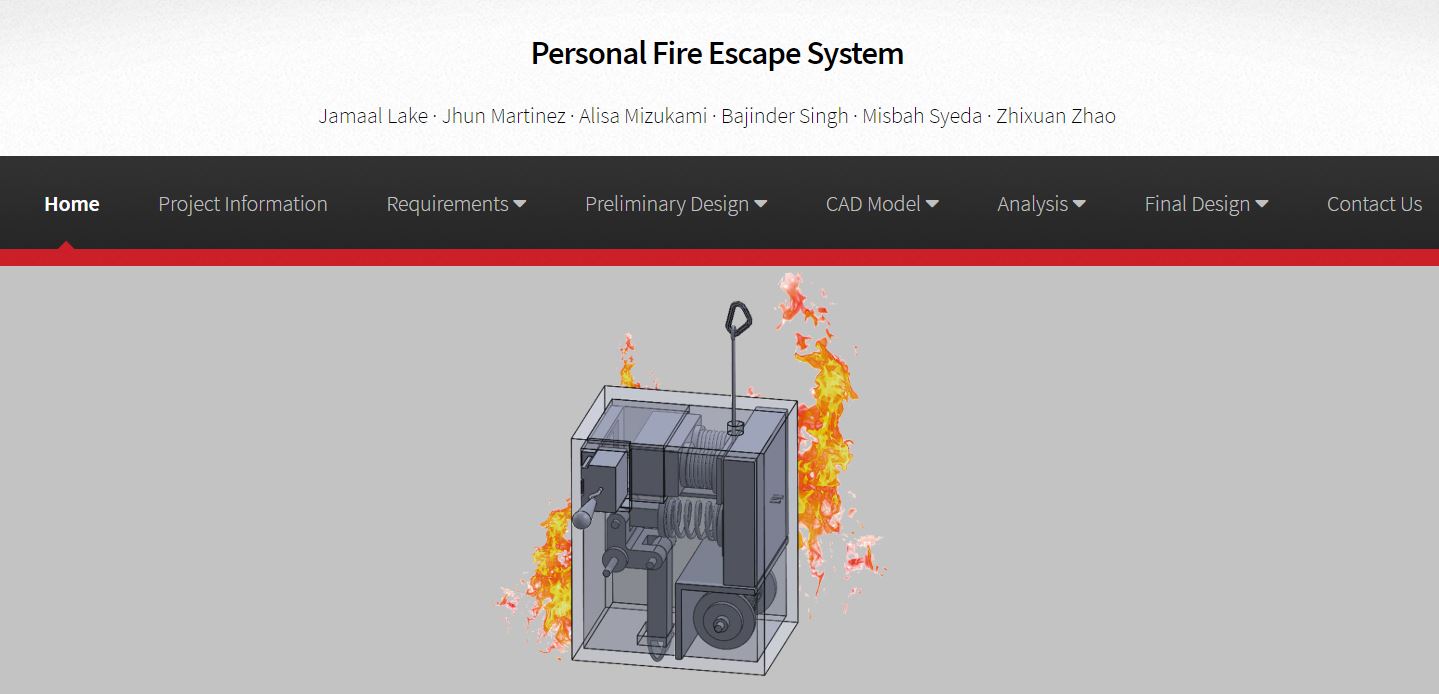 Personal Fire Escape System
Jamaal Lake · Jhun Martinez · Alisa Mizukami · Bajinder Singh · Misbah Syeda · Zhixuan Zhao
Home Project Information Requirements Preliminary Design CAD Model Analysis Final Design Contact Us